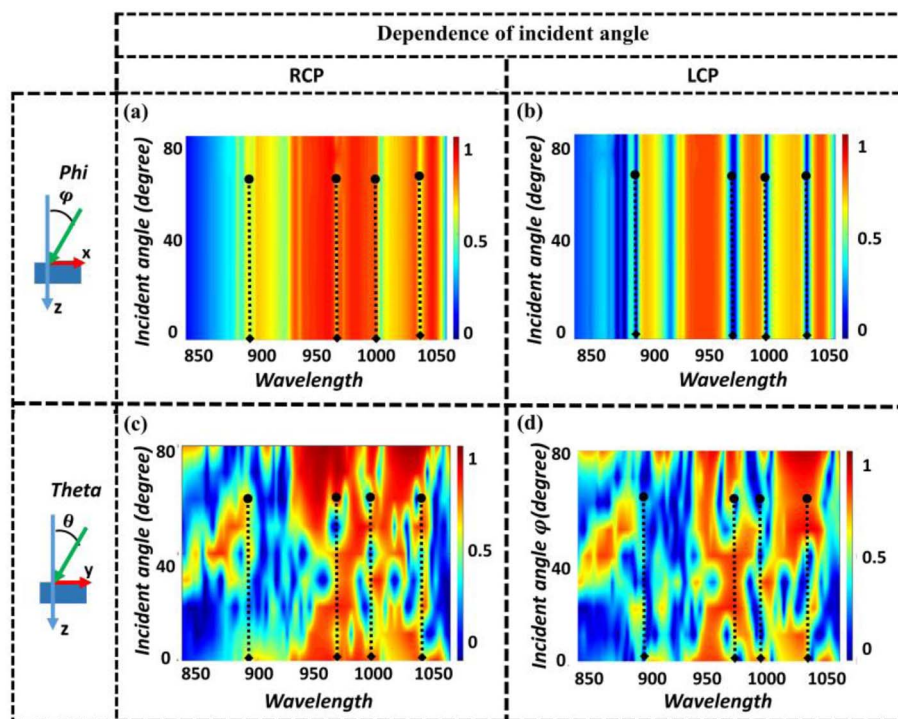 Dependence of incident angle
RCP
LCP
Phi
φ
x
z
(a)
Incident angle (degree)
80
40
0
850 900 950 1000 1050
Wavelength
1
0.5
0
(b)
Incident angle (degree)
80
40
0
850 900 950 1000 1050
Wavelength
1
0.5
0
Theta
θ
y
z
(c)
Incident angle (degree)
80
40
0
850 900 950 1000 1050
Wavelength
1
0.5
0
(d)
Incident angle φ(degree)
80
40
0
850 900 950 1000 1050
Wavelength
1
0.5
0